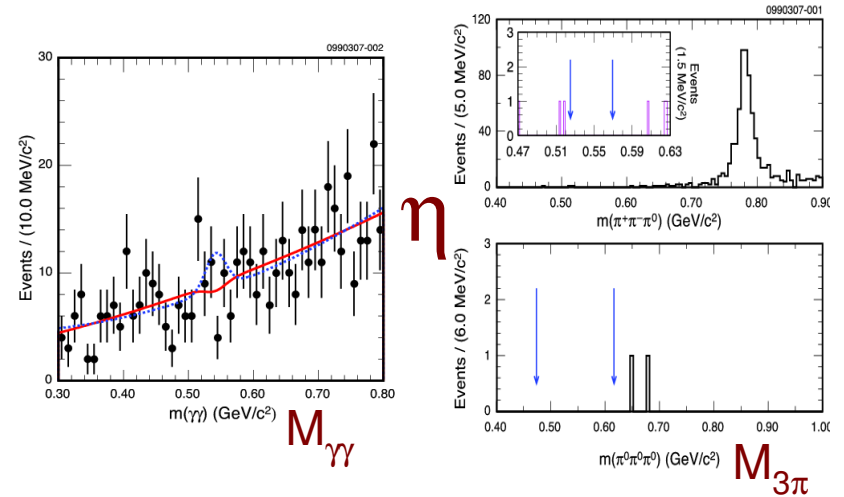 0990307-002
30
20
10
0
Events / (10.0 MeV/c²)
0.30 0.40 0.50 0.60 0.70 0.80
m(γγ) (GeV/c²)
Mγγ
η
0990307-001
120
80
40
0
Events / (5.0 MeV/c²)
3
2
1
0
0.47 0.51 0.55 0.59 0.63
Events
(1.5 MeV/c²)
0.40 0.50 0.60 0.70 0.80 0.90
m(π⁺π⁻π⁰) (GeV/c²)
3
2
1
0
Events / (6.0 MeV/c²)
0.40 0.50 0.60 0.70 0.80 0.90 1.00
m(π⁰π⁰π⁰) (GeV/c²)
M3π